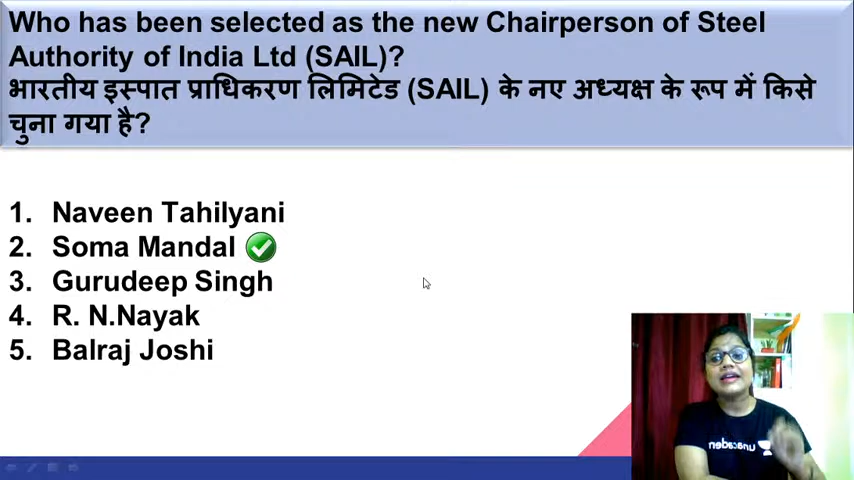 Who has been selected as the new Chairperson of Steel
Authority of India Ltd (SAIL)?
भारतीय इस्पात प्राधिकरण लिमिटेड (SAIL) के नए अध्यक्ष के रूप में किसे
चुना गया है?
1. Naveen Tahilyani
2. Soma Mandal
3. Gurudeep Singh
4. R. N.Nayak
5. Balraj Joshi